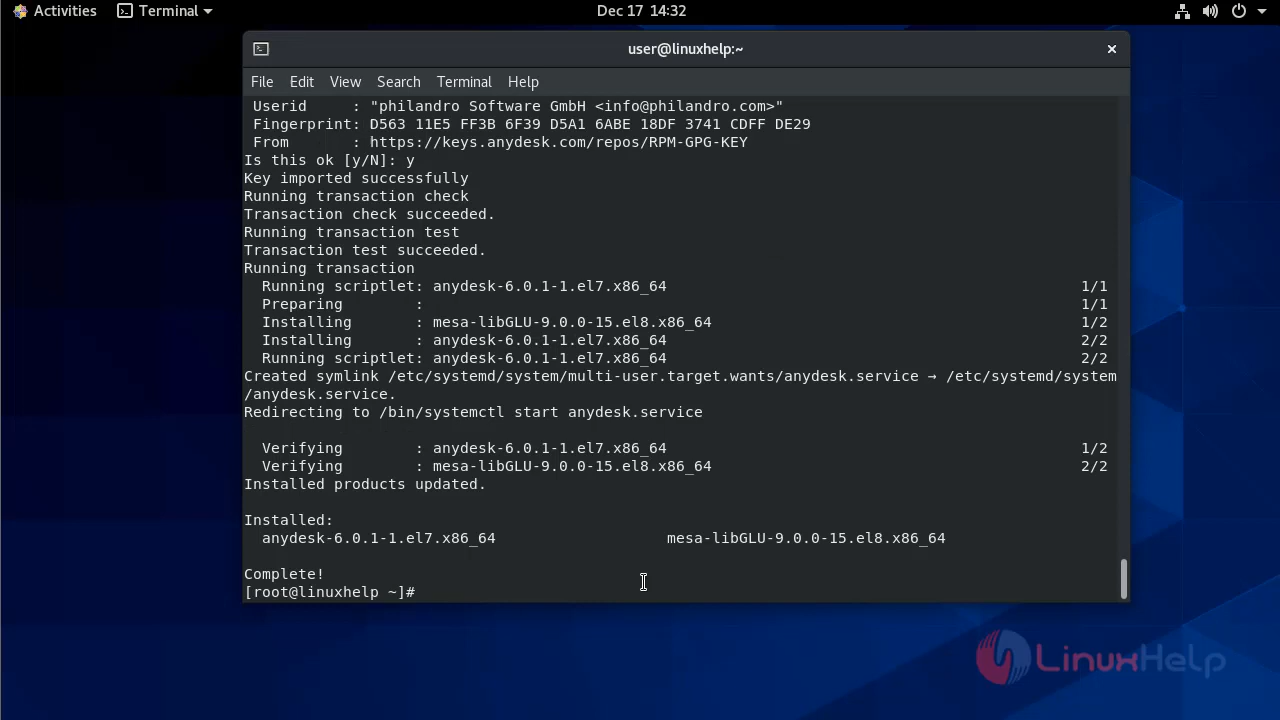 Activities Terminal Dec 17 14:32
user@linuxhelp:~
File Edit View Search Terminal Help
Userid     : "philandro Software GmbH <info@philandro.com>"
Fingerprint: D563 11E5 FF3B 6F39 D5A1 6ABE 18DF 3741 CDFF DE29
From       : https://keys.anydesk.com/repos/RPM-GPG-KEY
Is this ok [y/N]: y
Key imported successfully
Running transaction check
Transaction check succeeded.
Running transaction test
Transaction test succeeded.
Running transaction
Running scriptlet: anydesk-6.0.1-1.el7.x86_64 1/1
Preparing        : 1/1
Installing       : mesa-libGLU-9.0.0-15.el8.x86_64 1/2
Installing       : anydesk-6.0.1-1.el7.x86_64 2/2
Running scriptlet: anydesk-6.0.1-1.el7.x86_64 2/2
Created symlink /etc/systemd/system/multi-user.target.wants/anydesk.service → /etc/systemd/system
/anydesk.service.
Redirecting to /bin/systemctl start anydesk.service
Verifying        : anydesk-6.0.1-1.el7.x86_64 1/2
Verifying        : mesa-libGLU-9.0.0-15.el8.x86_64 2/2
Installed products updated.
Installed:
anydesk-6.0.1-1.el7.x86_64 mesa-libGLU-9.0.0-15.el8.x86_64
Complete!
[root@linuxhelp ~]#
LinuxHelp